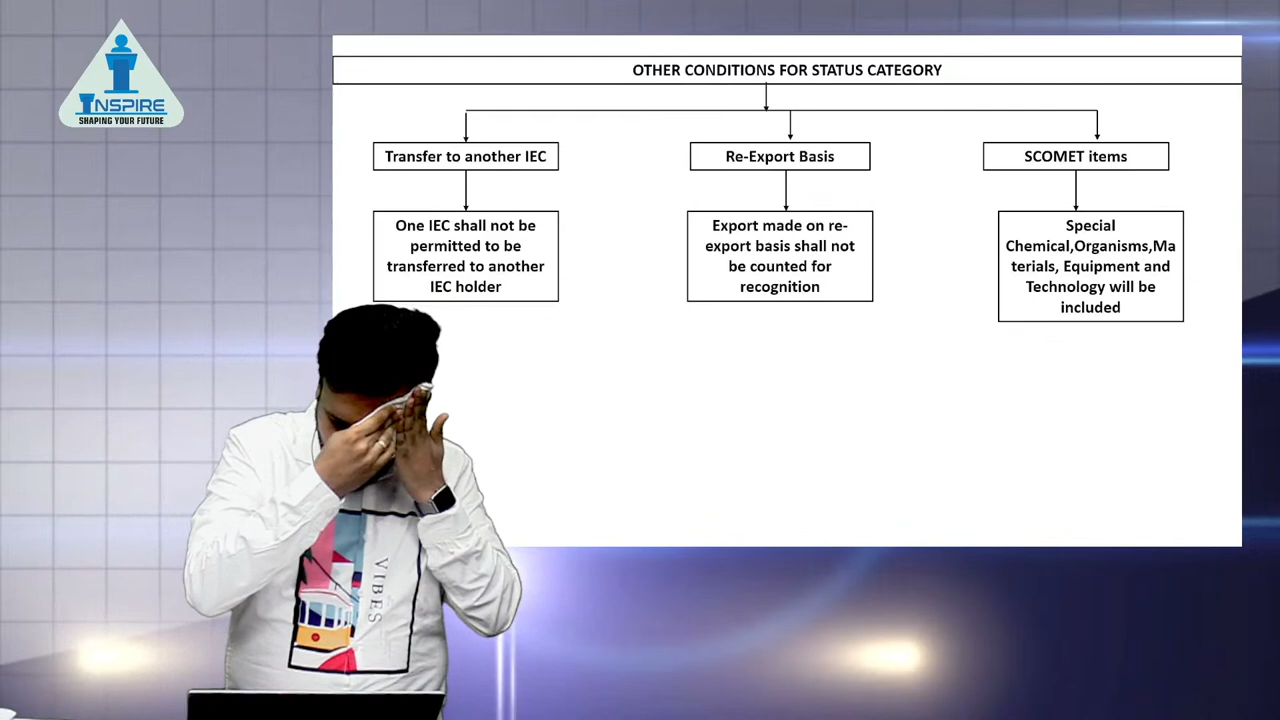 INSPIRE
SHAPING YOUR FUTURE
OTHER CONDITIONS FOR STATUS CATEGORY
Transfer to another IEC
Re-Export Basis
SCOMET items
One IEC shall not be
permitted to be
transferred to another
IEC holder
Export made on re-
export basis shall not
be counted for
recognition
Special
Chemical,Organisms,Ma
terials, Equipment and
Technology will be
included
VIBES